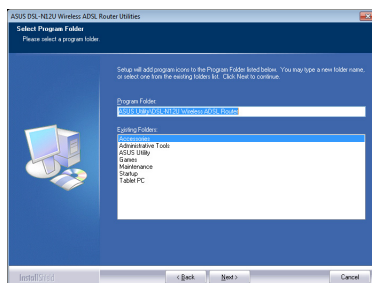 ASUS DSL-N12U Wireless ADSL Router Utilities
Select Program Folder
Please select a program folder.
Setup will add program icons to the Program Folder listed below. You may type a new folder name,
or select one from the existing folders list. Click Next to continue.
Program Folder:
ASUS Utility\DSL-N12U Wireless ADSL Router
Existing Folders:
Accessories
Administrative Tools
ASUS Utility
Games
Maintenance
Startup
Tablet PC
InstallShield
< Back
Next >
Cancel